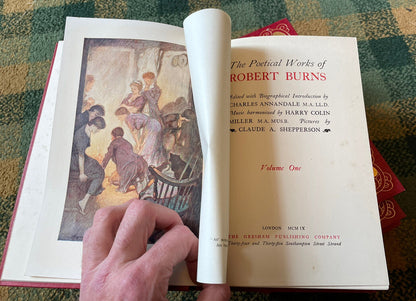 The Poetical Works of
ROBERT BURNS
Edited with Biographical Introduction by
CHARLES ANNANDALE M.A. LL.D.
Music harmonised by HARRY COLIN
MILLER M.A. MUS.B. Pictures by
CLAUDE A. SHEPPERSON
Volume One
LONDON MCMIX
THE GRESHAM PUBLISHING COMPANY
Thirty-four and Thirty-five Southampton Street Strand